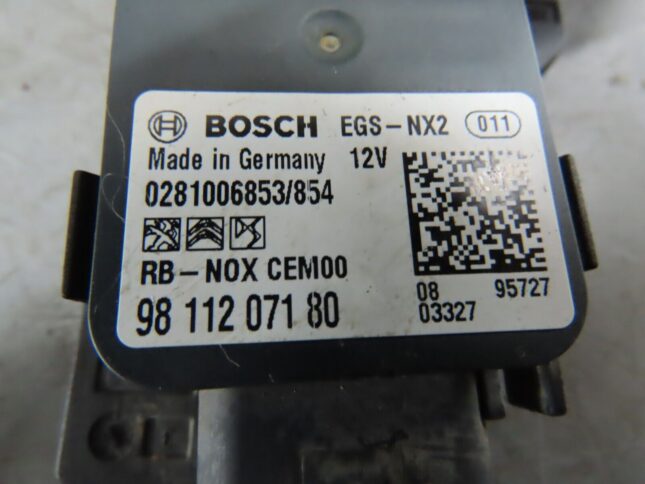 BOSCH EGS-NX2 011
Made in Germany 12V
0281006853/854
RB-NOX CEM00
98 112 071 80
08 95727
03327